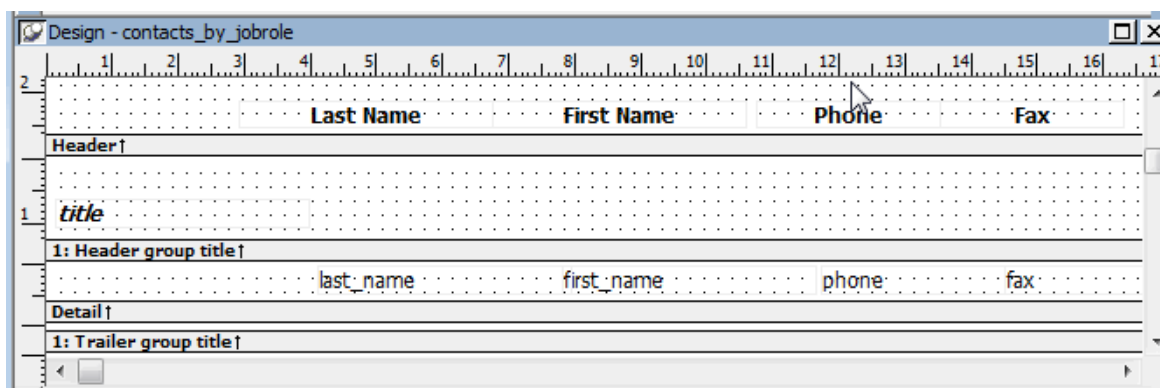 Design - contacts_by_jobrole
1 2 3 4 5 6 7 8 9 10 11 12 13 14 15 16 17
2
Last Name First Name Phone Fax
Header↑
1
title
1: Header group title↑
last_name first_name phone fax
Detail↑
1: Trailer group title↑